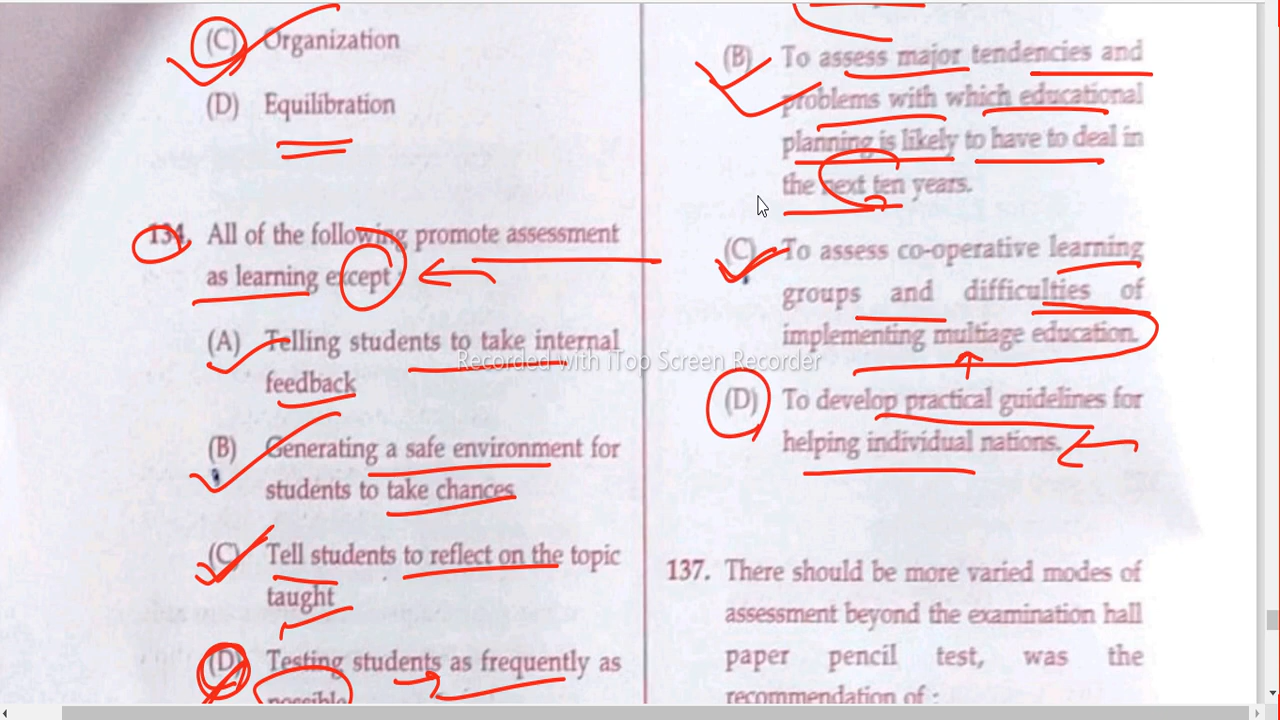 (C) Organization
(D) Equilibration
134. All of the following promote assessment
as learning except :
(A) Telling students to take internal
feedback
(B) Generating a safe environment for
students to take chances
(C) Tell students to reflect on the topic
taught
(D) Testing students as frequently as
possible
(B) To assess major tendencies and
problems with which educational
planning is likely to have to deal in
the next ten years.
(C) To assess co-operative learning
groups and difficulties of
implementing multiage education.
(D) To develop practical guidelines for
helping individual nations.
137. There should be more varied modes of
assessment beyond the examination hall
paper pencil test, was the
recommendation of :
Recorded with iTop Screen Recorder